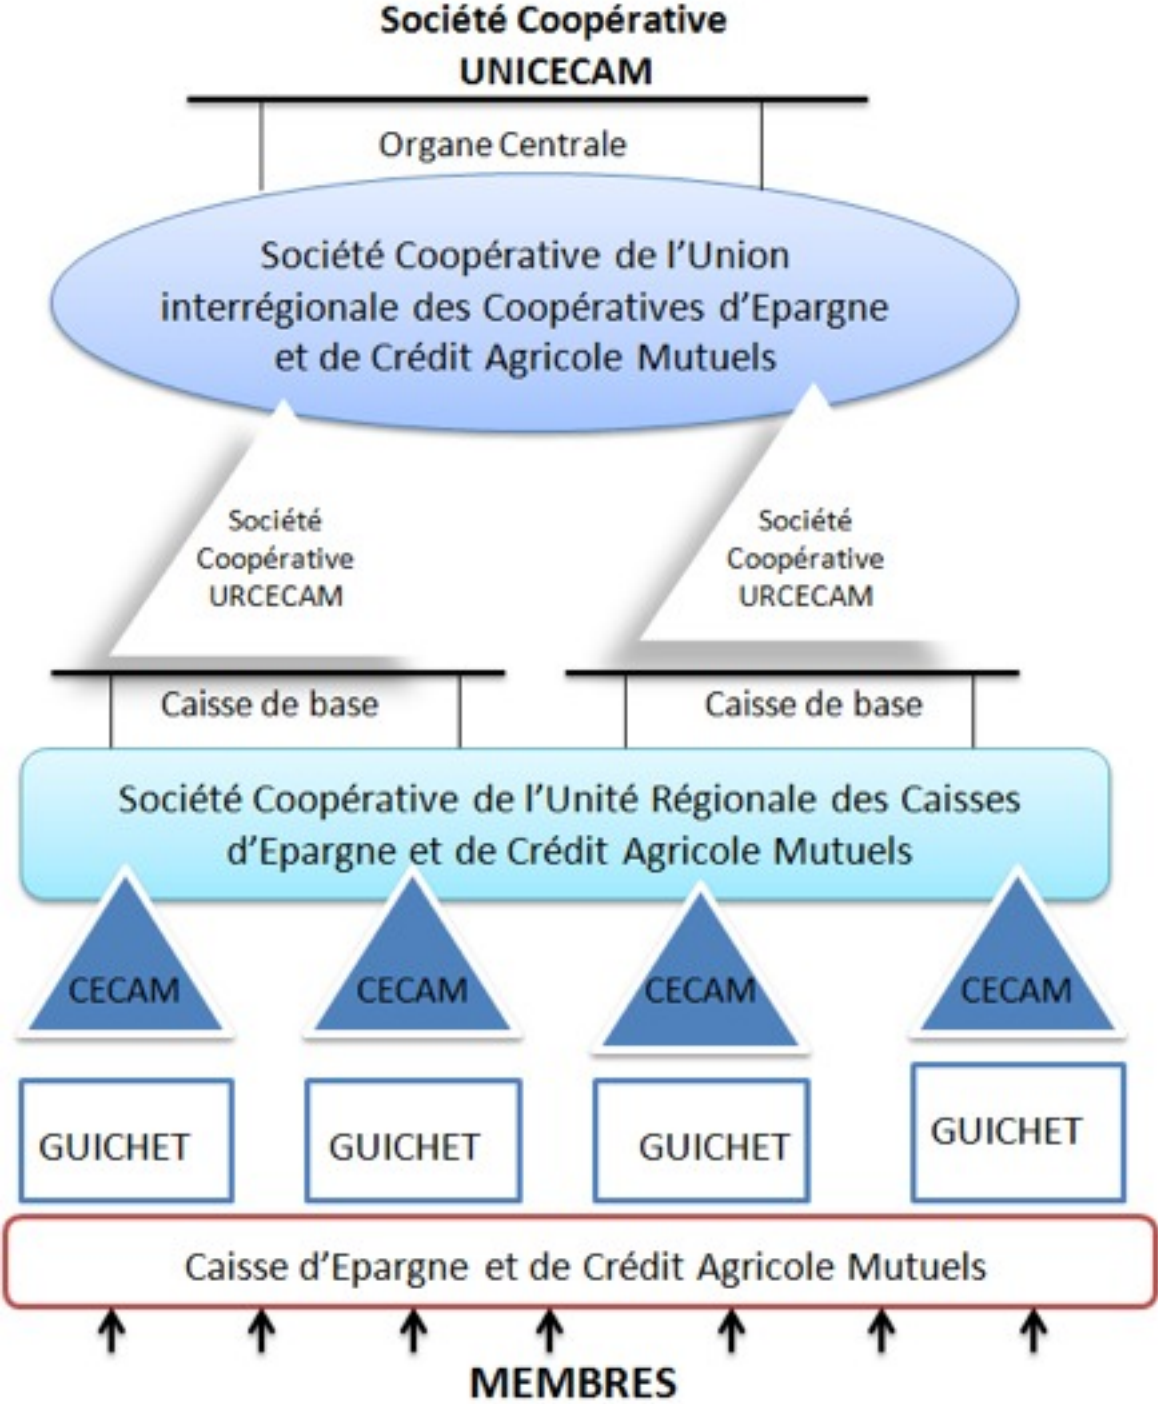 Société Coopérative
UNICECAM
Organe Centrale
Société Coopérative de l’Union
interrégionale des Coopératives d’Epargne
et de Crédit Agricole Mutuels
Société
Coopérative
URCECAM
Société
Coopérative
URCECAM
Caisse de base
Caisse de base
Société Coopérative de l’Unité Régionale des Caisses
d’Epargne et de Crédit Agricole Mutuels
CECAM
CECAM
CECAM
CECAM
GUICHET
GUICHET
GUICHET
GUICHET
Caisse d’Epargne et de Crédit Agricole Mutuels
MEMBRES